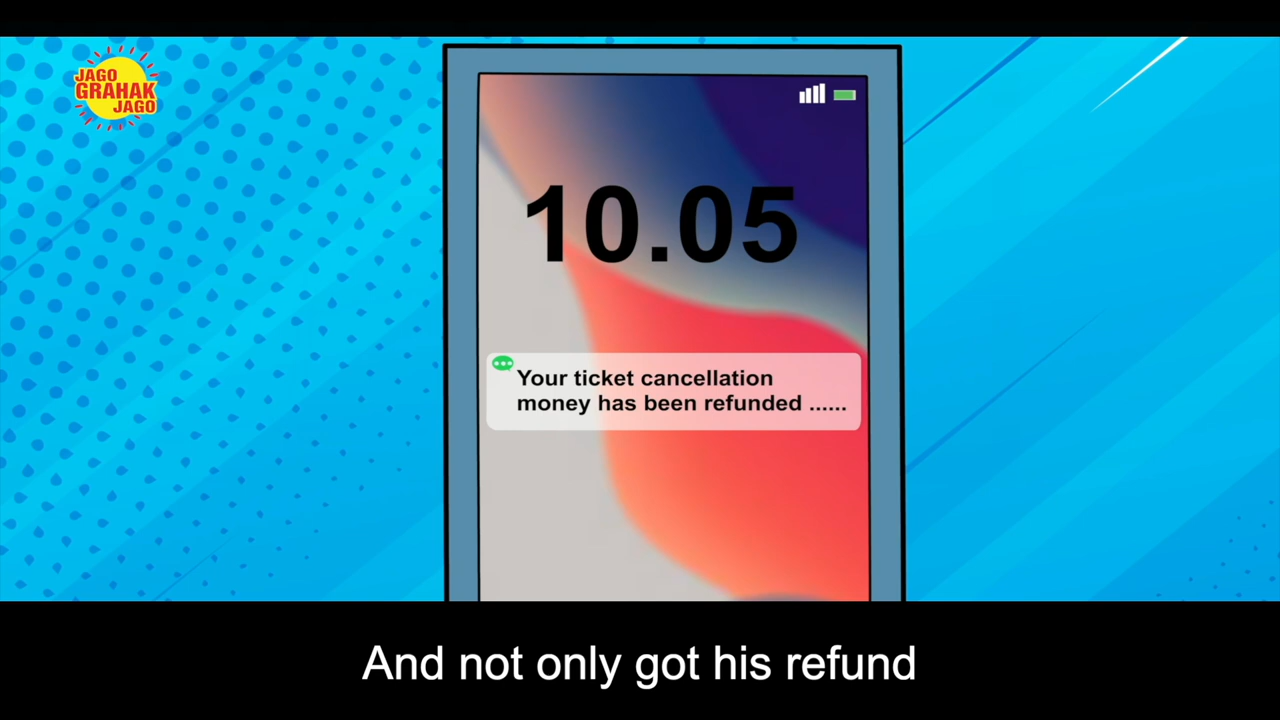 JAGO
GRAHAK
JAGO
10.05
Your ticket cancellation
money has been refunded ......
And not only got his refund